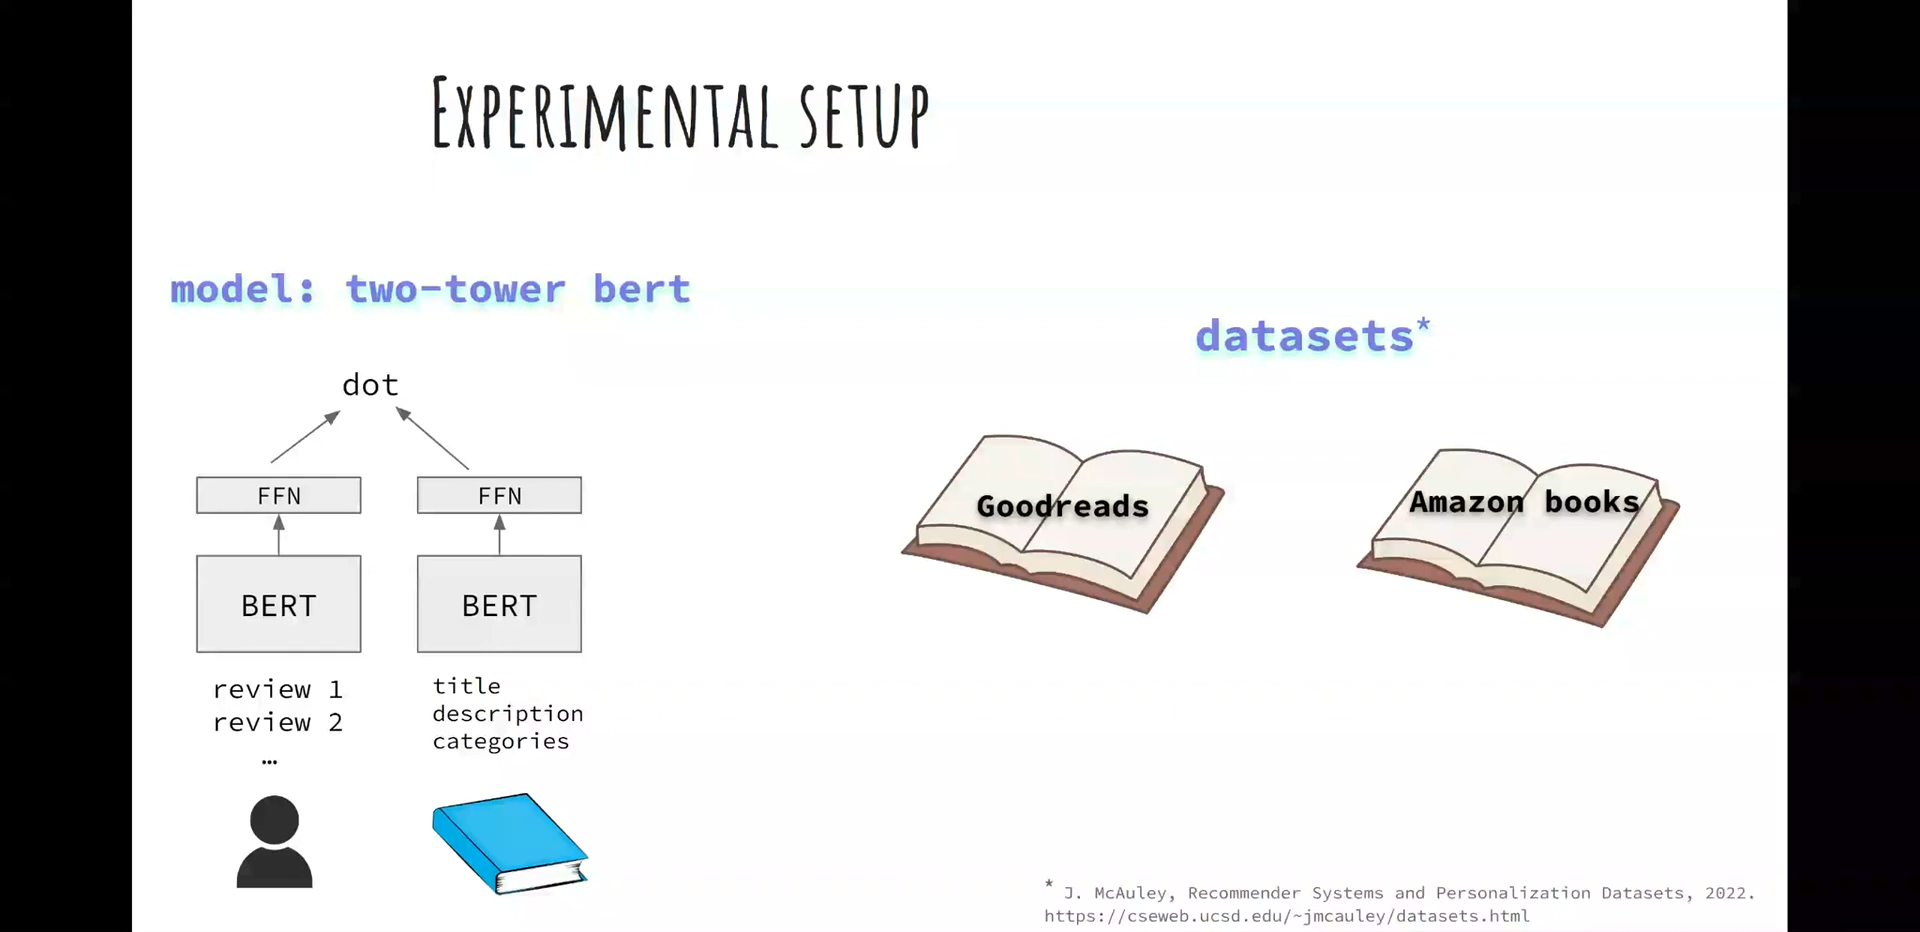 Experimental setup
model: two-tower bert
dot
FFN
FFN
BERT
BERT
review 1
review 2
…
title
description
categories
datasets*
Goodreads
Amazon books
* J. McAuley, Recommender Systems and Personalization Datasets, 2022.
https://cseweb.ucsd.edu/~jmcauley/datasets.html